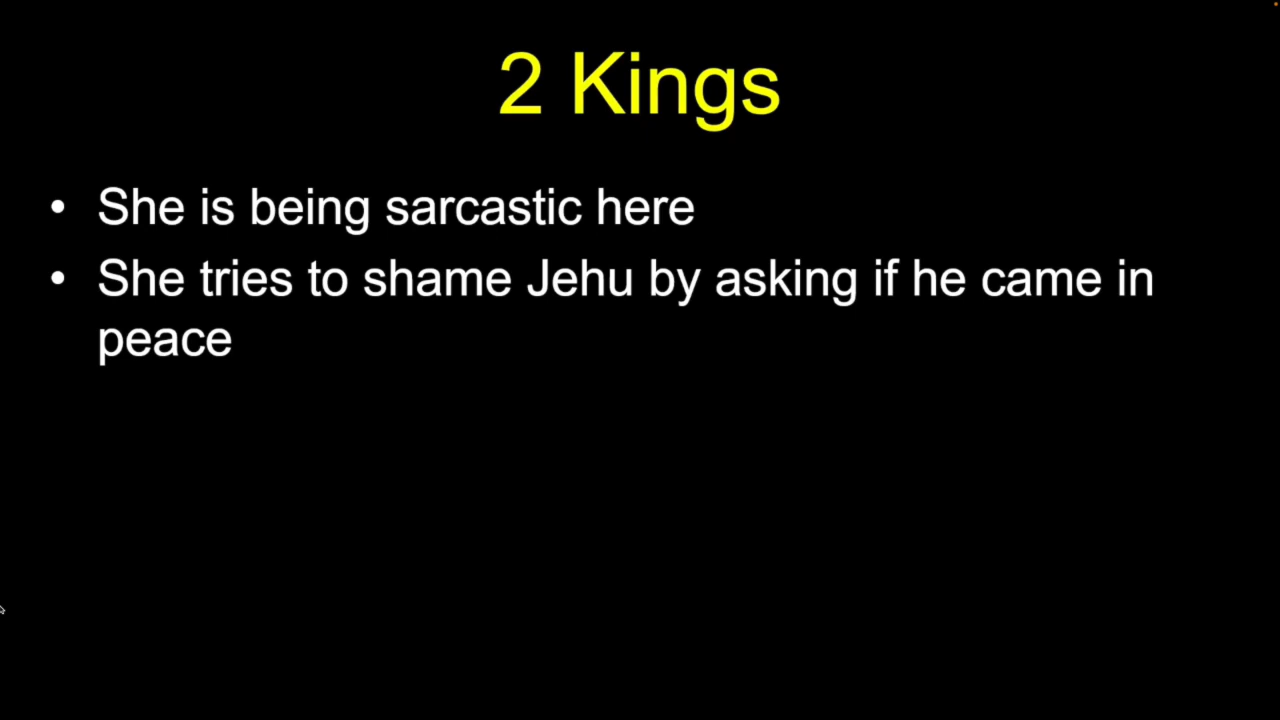 2 Kings
• She is being sarcastic here
• She tries to shame Jehu by asking if he came in
peace